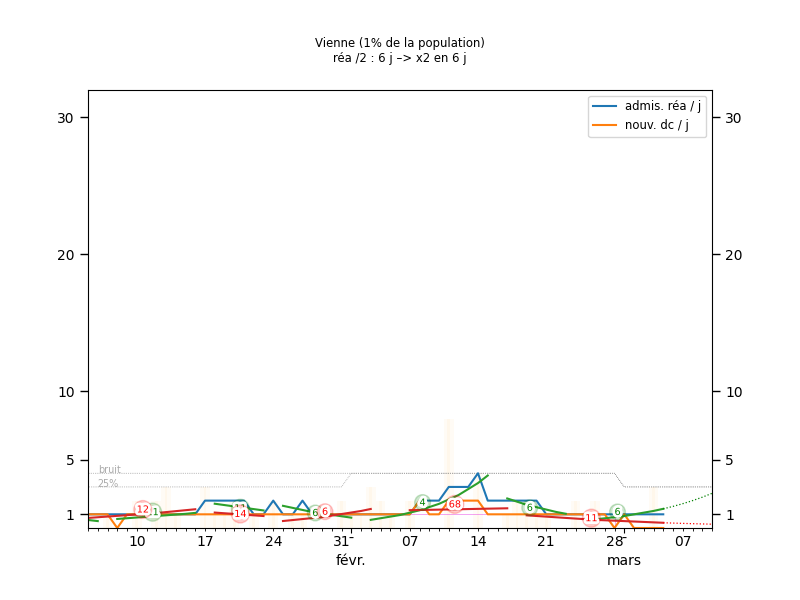 Vienne (1% de la population)
réa /2 : 6 j –> x2 en 6 j
admis. réa / j
nouv. dc / j
30 30
20 20
10 10
5 5
1 1
bruit
25%
12 14 6 6 4 68 6 11 6
10 17 24 31 07 14 21 28 07
févr. mars